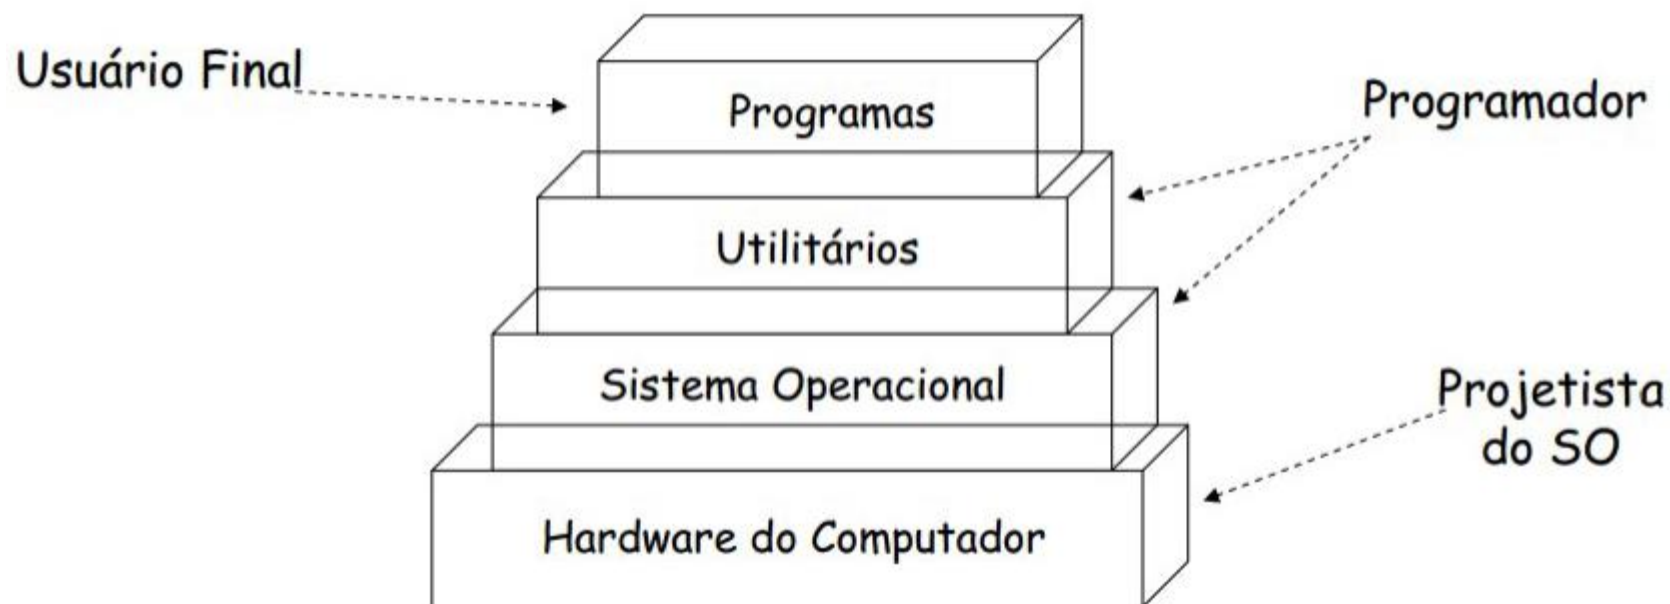 Usuário Final
Programas
Programador
Utilitários
Sistema Operacional
Projetista
do SO
Hardware do Computador